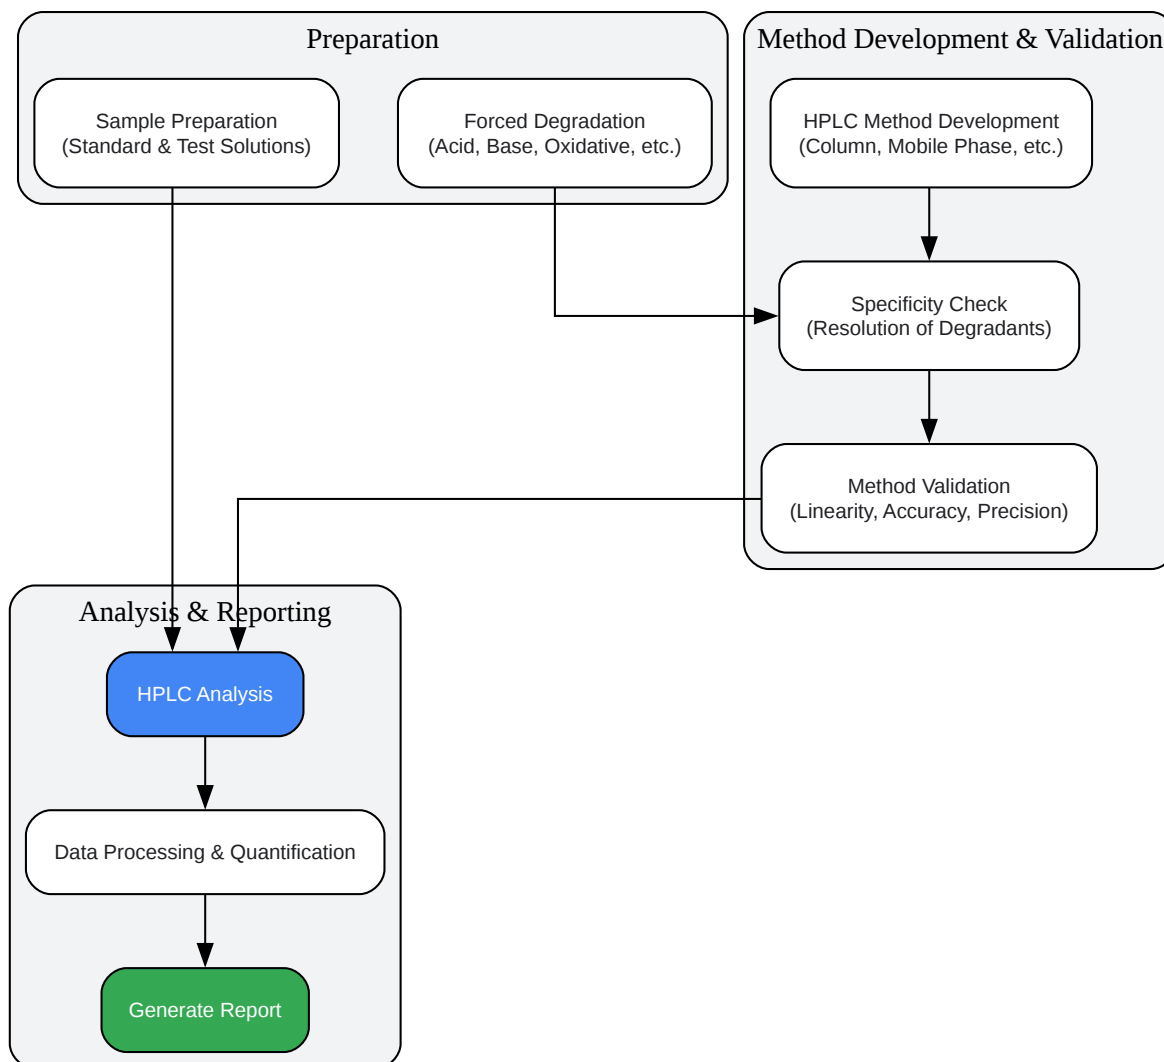 Preparation
Sample Preparation
(Standard & Test Solutions)
Forced Degradation
(Acid, Base, Oxidative, etc.)
Method Development & Validation
HPLC Method Development
(Column, Mobile Phase, etc.)
Specificity Check
(Resolution of Degradants)
Method Validation
(Linearity, Accuracy, Precision)
Analysis & Reporting
HPLC Analysis
Data Processing & Quantification
Generate Report